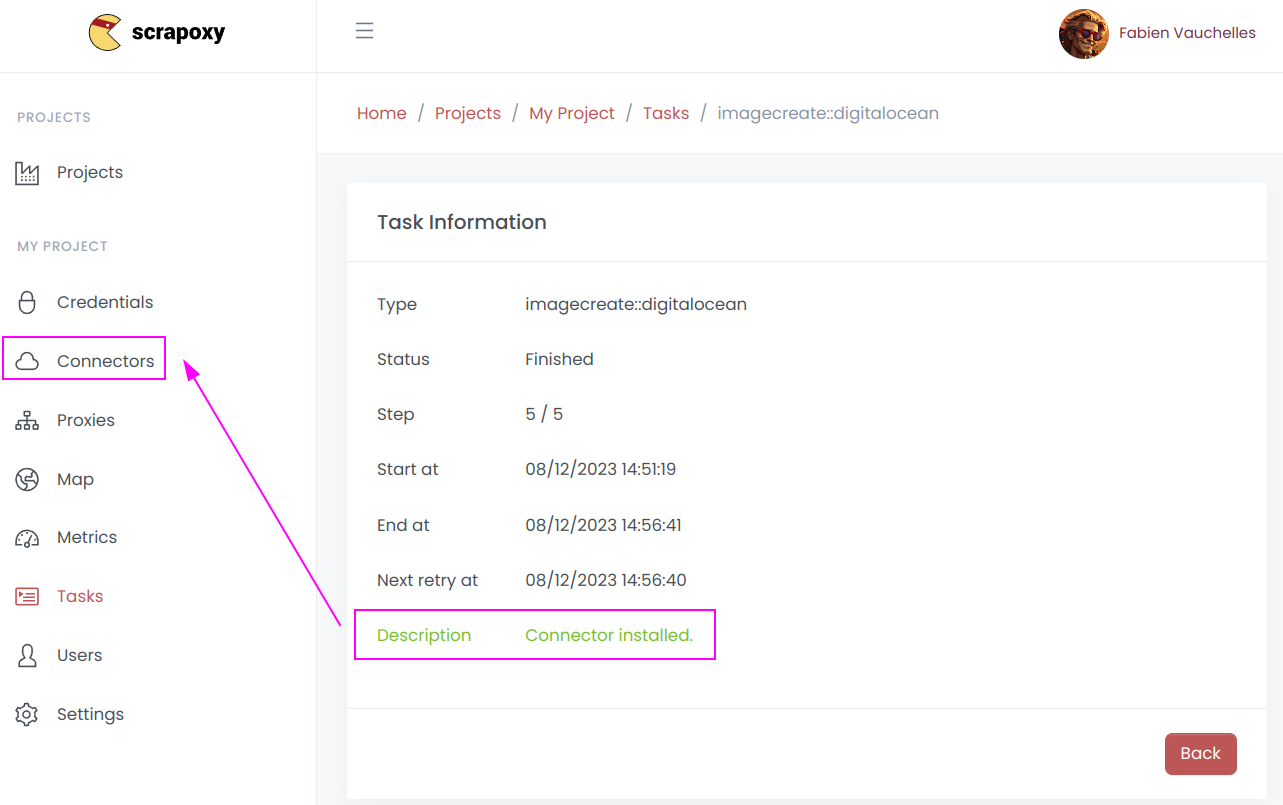 scrapoxy
Fabien Vauchelles
PROJECTS
Projects
MY PROJECT
Credentials
Connectors
Proxies
Map
Metrics
Tasks
Users
Settings
Home / Projects / My Project / Tasks / imagecreate::digitalocean
Task Information
Type imagecreate::digitalocean
Status Finished
Step 5 / 5
Start at 08/12/2023 14:51:19
End at 08/12/2023 14:56:41
Next retry at 08/12/2023 14:56:40
Description Connector installed.
Back